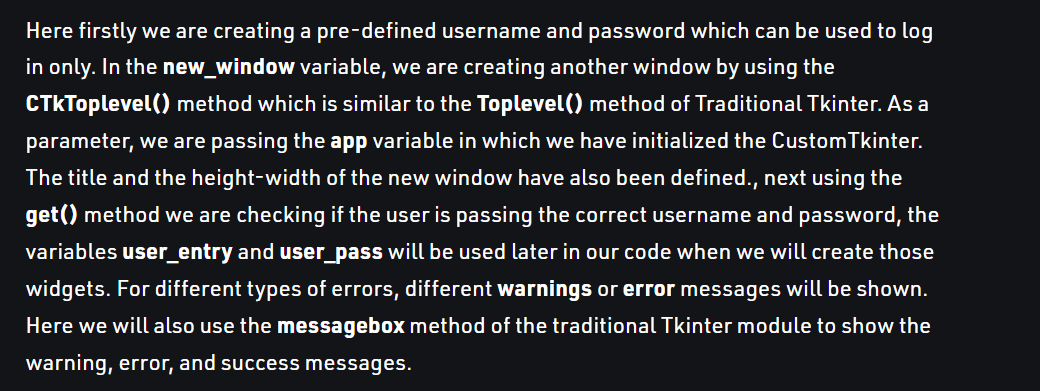 Here firstly we are creating a pre-defined username and password which can be used to log
in only. In the new_window variable, we are creating another window by using the
CTkToplevel() method which is similar to the Toplevel() method of Traditional Tkinter. As a
parameter, we are passing the app variable in which we have initialized the CustomTkinter.
The title and the height-width of the new window have also been defined., next using the
get() method we are checking if the user is passing the correct username and password, the
variables user_entry and user_pass will be used later in our code when we will create those
widgets. For different types of errors, different warnings or error messages will be shown.
Here we will also use the messagebox method of the traditional Tkinter module to show the
warning, error, and success messages.